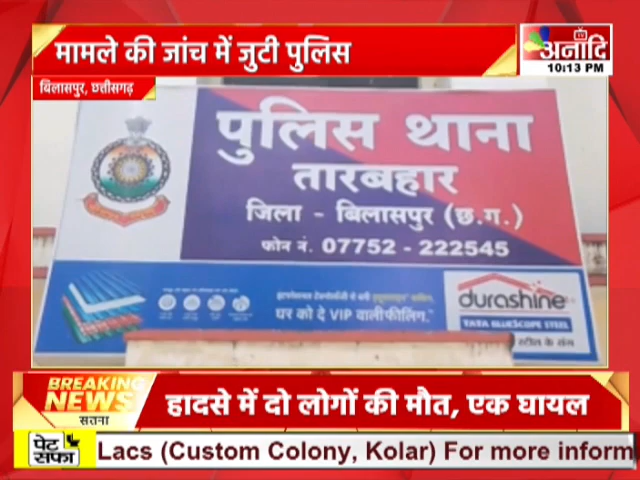 मामले की जांच में जुटी पुलिस
अनादि
TV
10:13 PM
बिलासपुर, छत्तीसगढ़
पुलिस थाना
तारबहार
जिला - बिलासपुर (छ.ग.)
फोन नं. 07752 - 222545
घर को दे VIP वालीफीलिंग.
durashine
TATA BLUESCOPE STEEL
स्टील के संग
BREAKING NEWS
सतना
हादसे में दो लोगों की मौत, एक घायल
पेट सफा
Lacs (Custom Colony, Kolar) For more inform